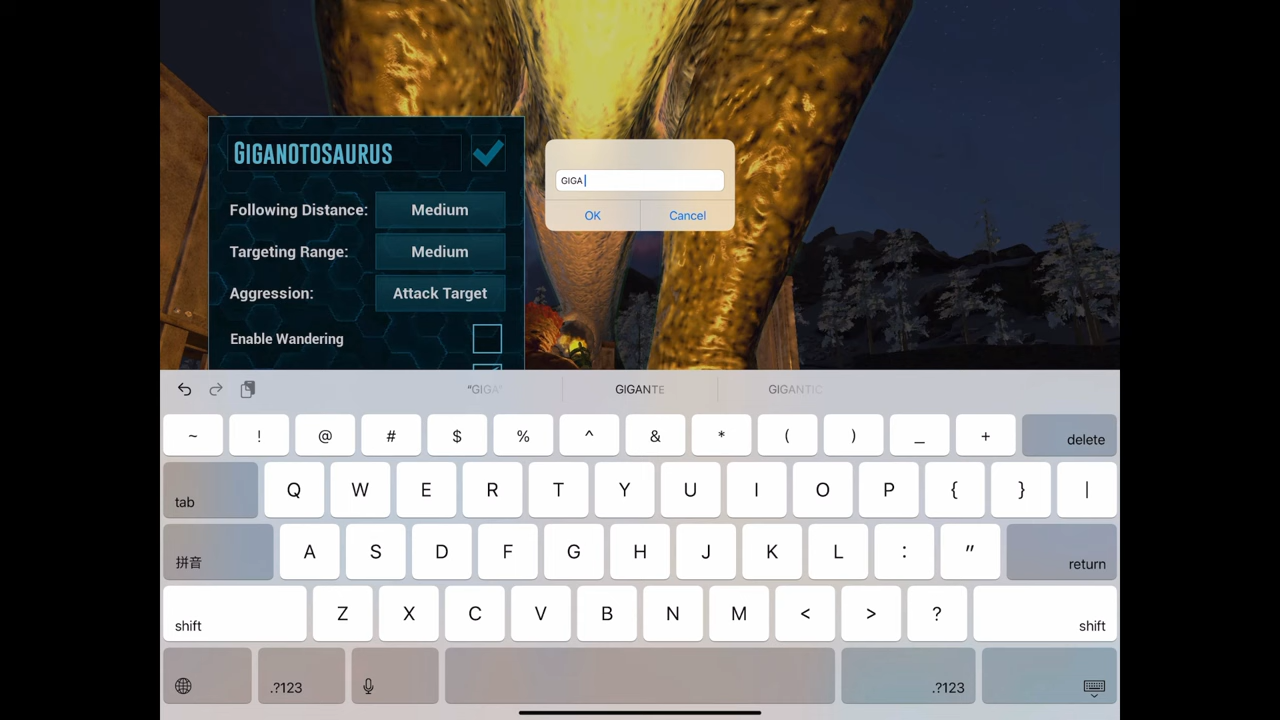 GIGANOTOSAURUS
Following Distance: Medium
Targeting Range: Medium
Aggression: Attack Target
Enable Wandering
GIGA
OK Cancel
"GIGA" GIGANTE GIGANTIC
~ ! @ # $ % ^ & * ( ) _ + delete
tab Q W E R T Y U I O P { } |
拼音 A S D F G H J K L : " return
shift Z X C V B N M < > ? shift
.?123 .?123